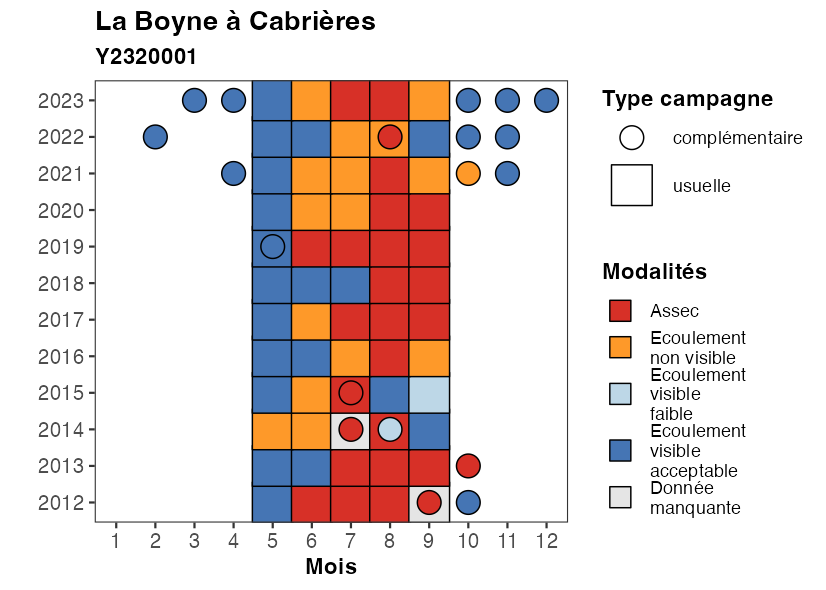 La Boyne à Cabrières
Y2320001
2023
2022
2021
2020
2019
2018
2017
2016
2015
2014
2013
2012
1 2 3 4 5 6 7 8 9 10 11 12
Mois
Type campagne
complémentaire
usuelle
Modalités
Assec
Ecoulement
non visible
Ecoulement
visible
faible
Ecoulement
visible
acceptable
Donnée
manquante